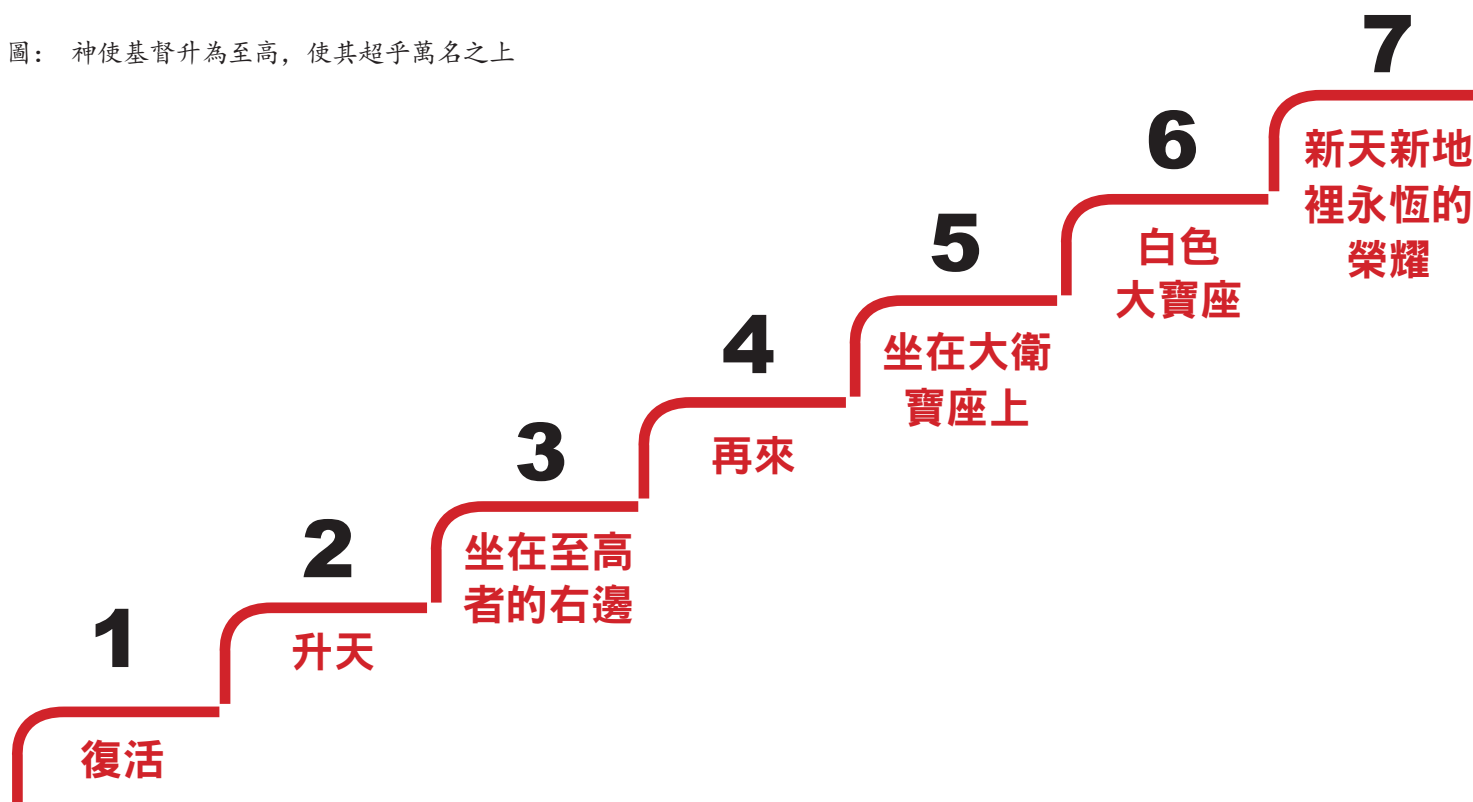 圖： 神使基督升為至高，使其超乎萬名之上
1
復活
2
升天
3
坐在至高
者的右邊
4
再來
5
坐在大衛
寶座上
6
白色
大寶座
7
新天新地
裡永恆的
榮耀